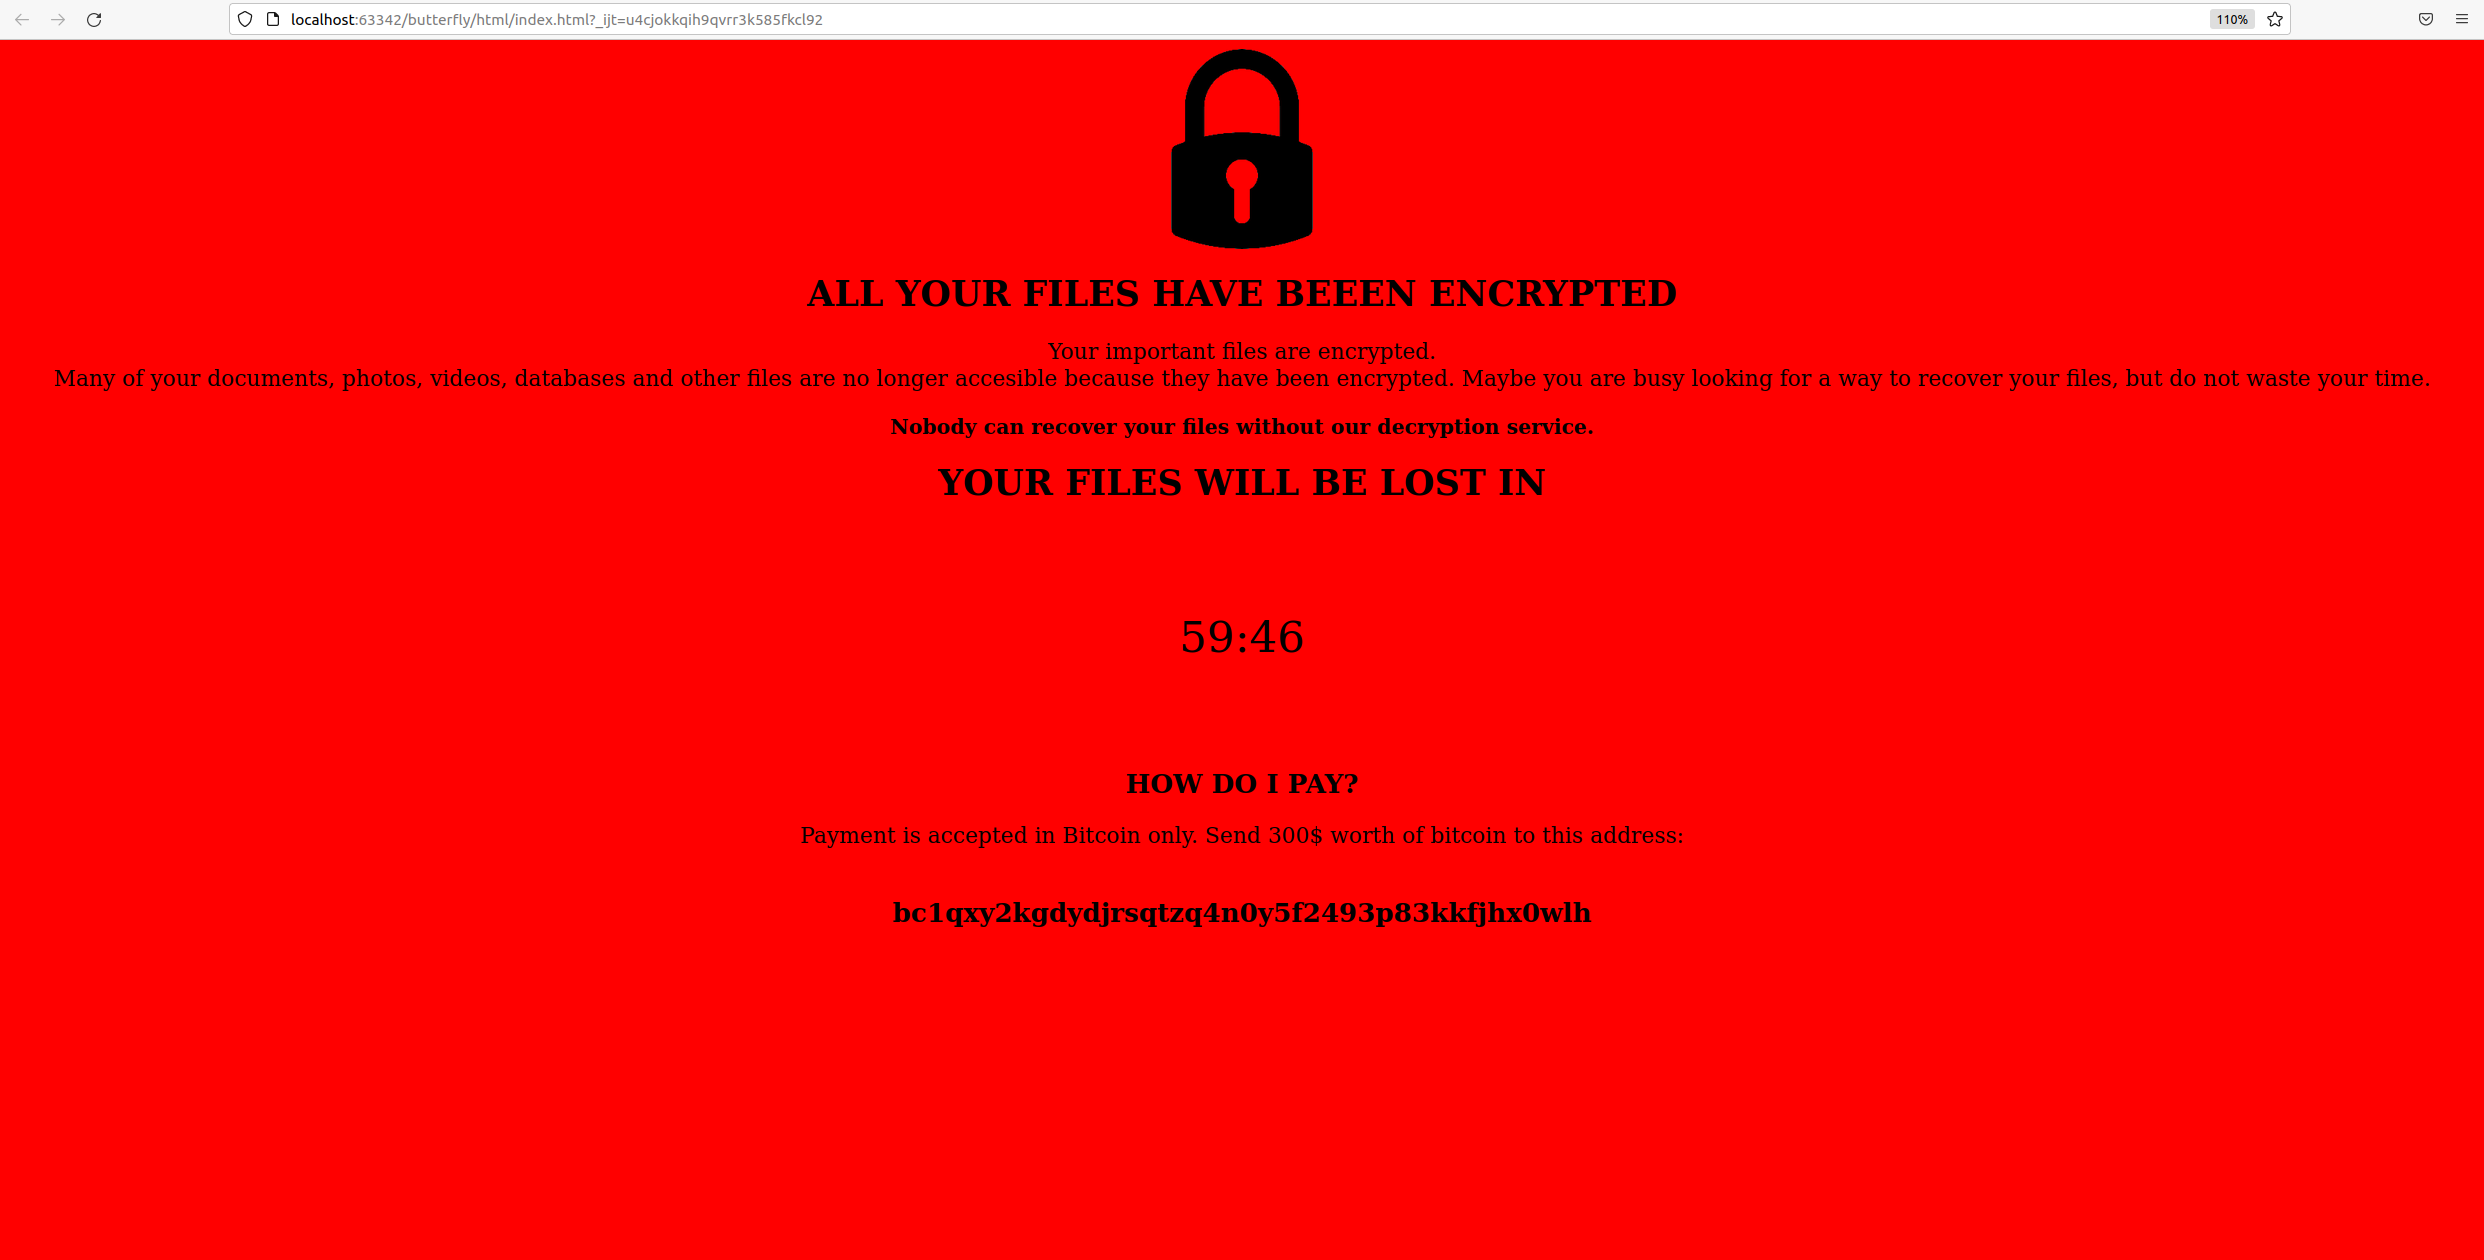 localhost:63342/butterfly/html/index.html?_ijt=u4cjokkqih9qvrr3k585fkcl92
110%
ALL YOUR FILES HAVE BEEEN ENCRYPTED
Your important files are encrypted.
Many of your documents, photos, videos, databases and other files are no longer accesible because they have been encrypted. Maybe you are busy looking for a way to recover your files, but do not waste your time.
Nobody can recover your files without our decryption service.
YOUR FILES WILL BE LOST IN
59:46
HOW DO I PAY?
Payment is accepted in Bitcoin only. Send 300$ worth of bitcoin to this address:
bc1qxy2kgdydjrsqtzq4n0y5f2493p83kkfjhx0wlh